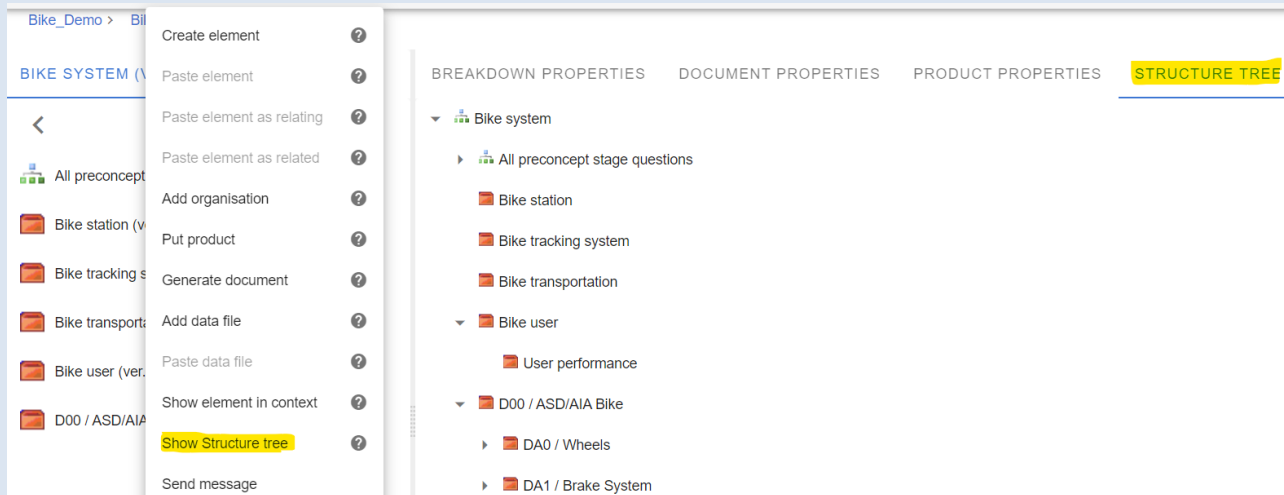 Bike_Demo >
BIKE SYSTEM
All preconcept
Bike station
Bike tracking
Bike
Bike user (ver.
D00 / ASD/AIA
Create element
Paste element
Paste element as relating
Paste element as related
Add organisation
Put product
Generate document
Add data file
Paste data file
Show element in context
Show Structure tree
Send message
BREAKDOWN PROPERTIES
DOCUMENT PROPERTIES
PRODUCT PROPERTIES
STRUCTURE TREE
Bike system
All preconcept stage questions
Bike station
Bike tracking system
Bike transportation
Bike user
User performance
D00 / ASD/AIA Bike
DA0 / Wheels
DA1 / Brake System